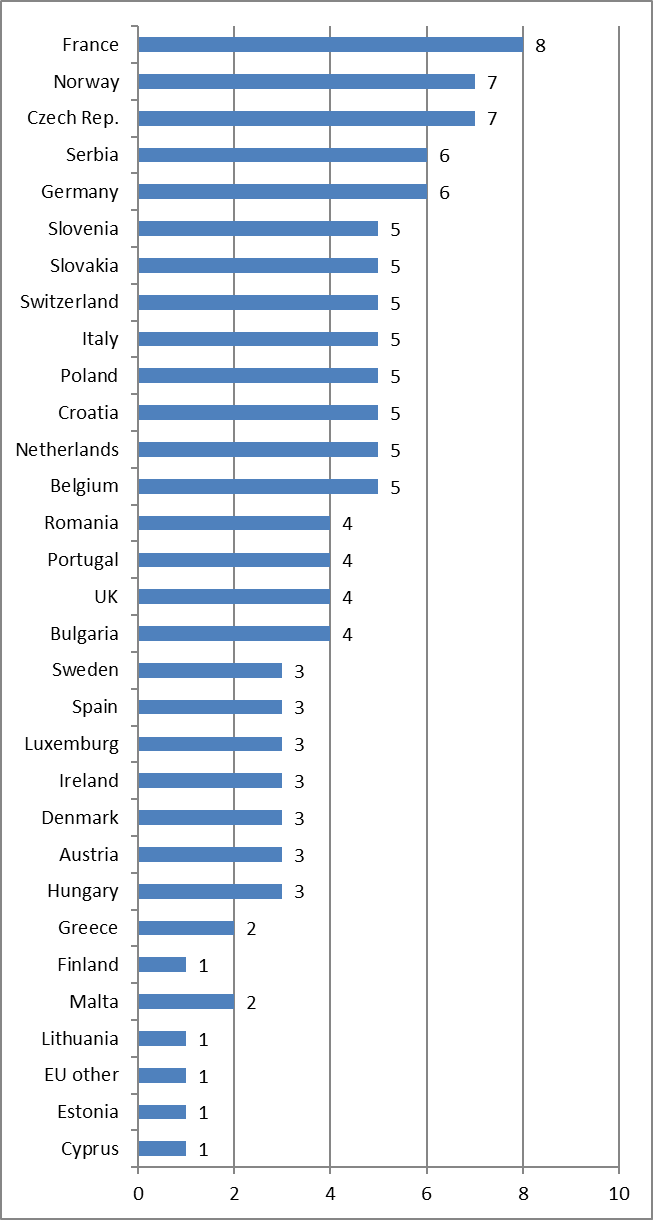 France 8
Norway 7
Czech Rep. 7
Serbia 6
Germany 6
Slovenia 5
Slovakia 5
Switzerland 5
Italy 5
Poland 5
Croatia 5
Netherlands 5
Belgium 5
Romania 4
Portugal 4
UK 4
Bulgaria 4
Sweden 3
Spain 3
Luxemburg 3
Ireland 3
Denmark 3
Austria 3
Hungary 3
Greece 2
Finland 1
Malta 2
Lithuania 1
EU other 1
Estonia 1
Cyprus 1
0 2 4 6 8 10